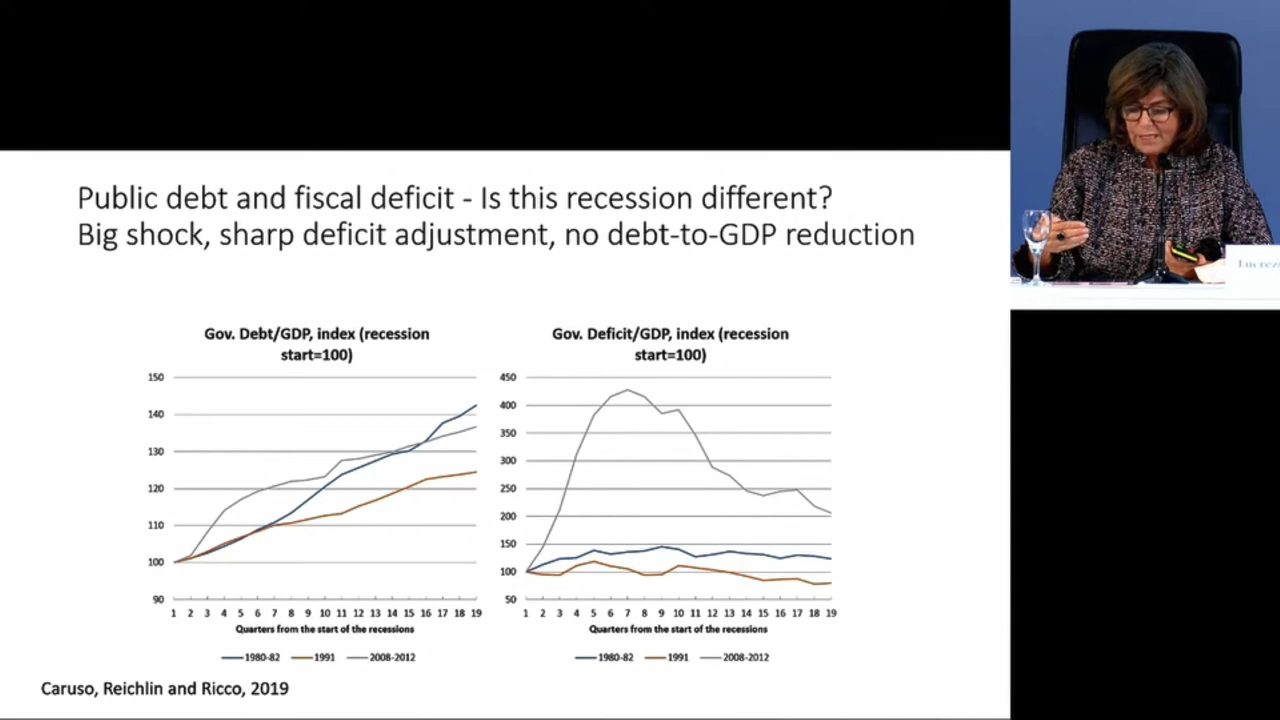 Public debt and fiscal deficit - Is this recession different?
Big shock, sharp deficit adjustment, no debt-to-GDP reduction
Gov. Debt/GDP, index (recession
start=100)
150
140
130
120
110
100
90
1 2 3 4 5 6 7 8 9 10 11 12 13 14 15 16 17 18 19
Quarters from the start of the recessions
1980-82 1991 2008-2012
Gov. Deficit/GDP, index (recession
start=100)
450
400
350
300
250
200
150
100
50
1 2 3 4 5 6 7 8 9 10 11 12 13 14 15 16 17 18 19
Quarters from the start of the recessions
1980-82 1991 2008-2012
Caruso, Reichlin and Ricco, 2019